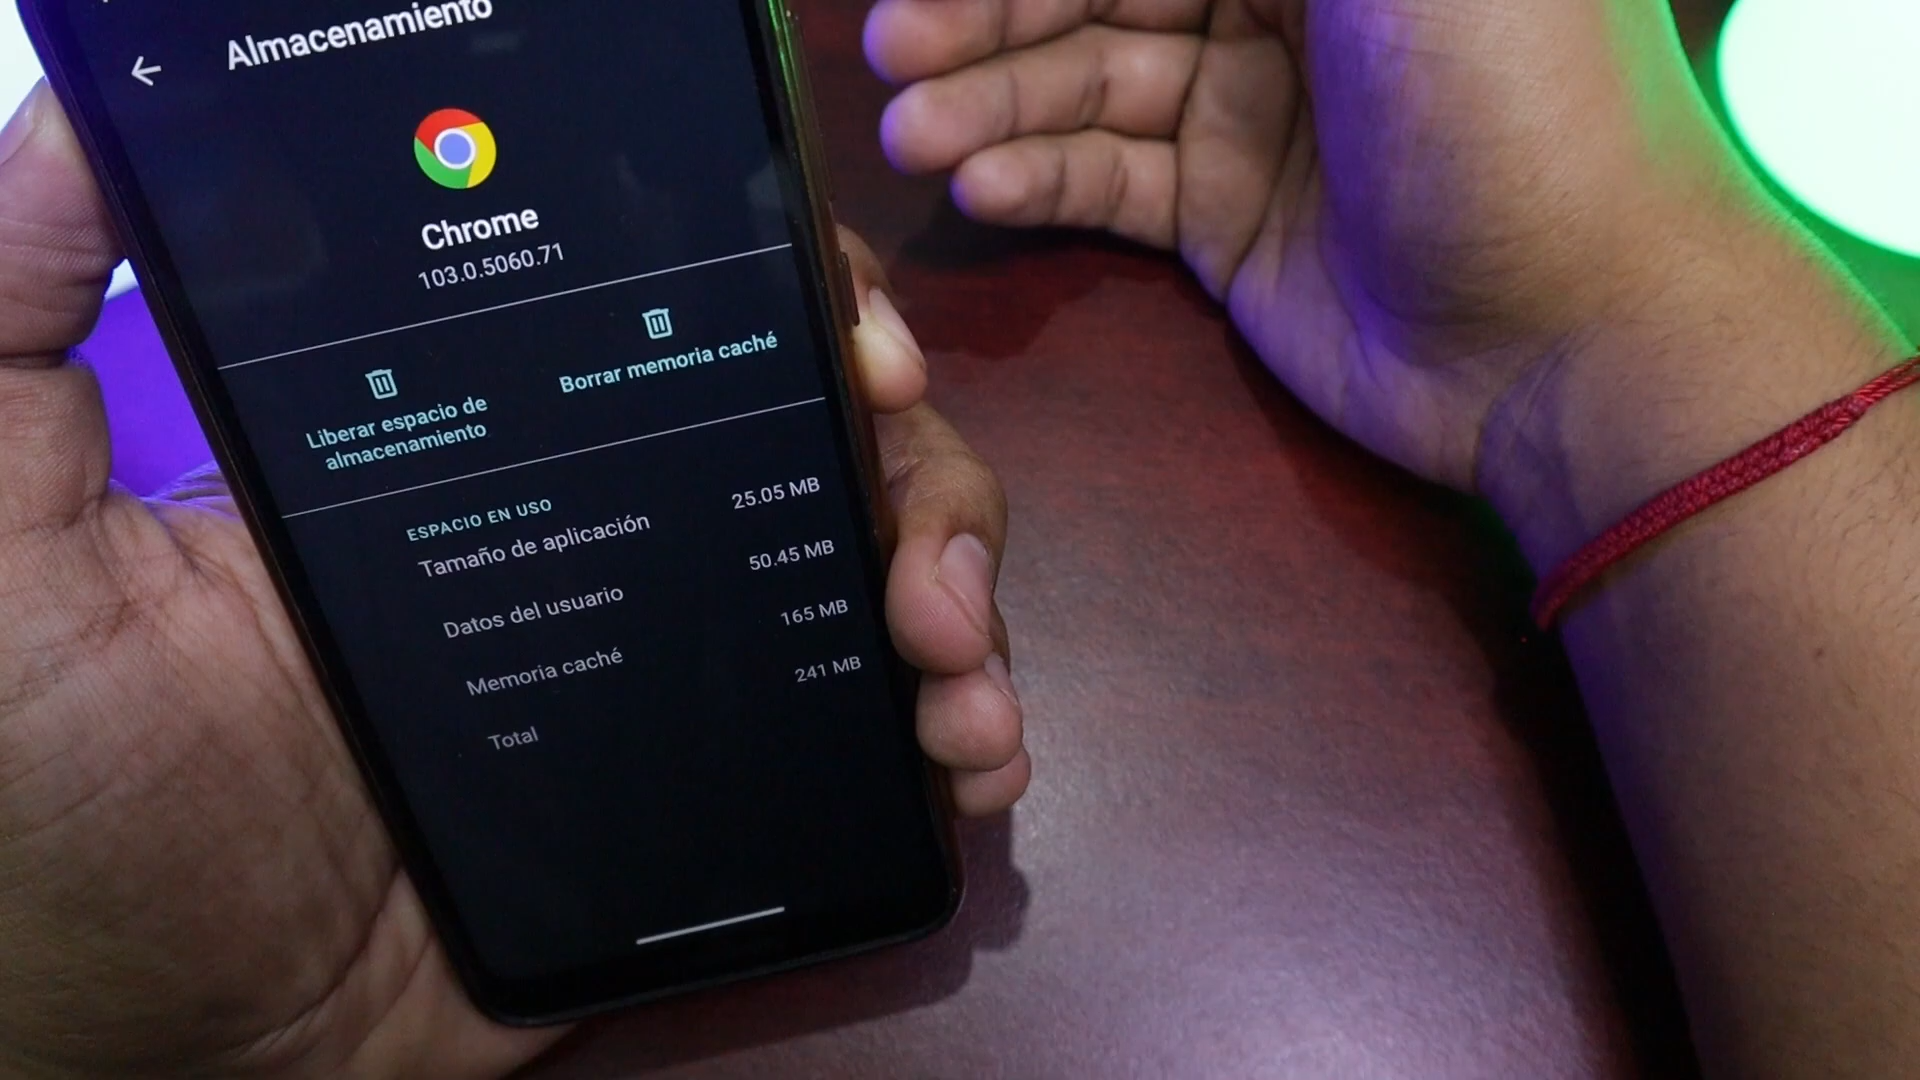 Almacenamiento
Chrome
103.0.5060.71
Liberar espacio de
almacenamiento
Borrar memoria caché
ESPACIO EN USO
Tamaño de aplicación 25.05 MB
Datos del usuario 50.45 MB
Memoria caché 165 MB
Total 241 MB